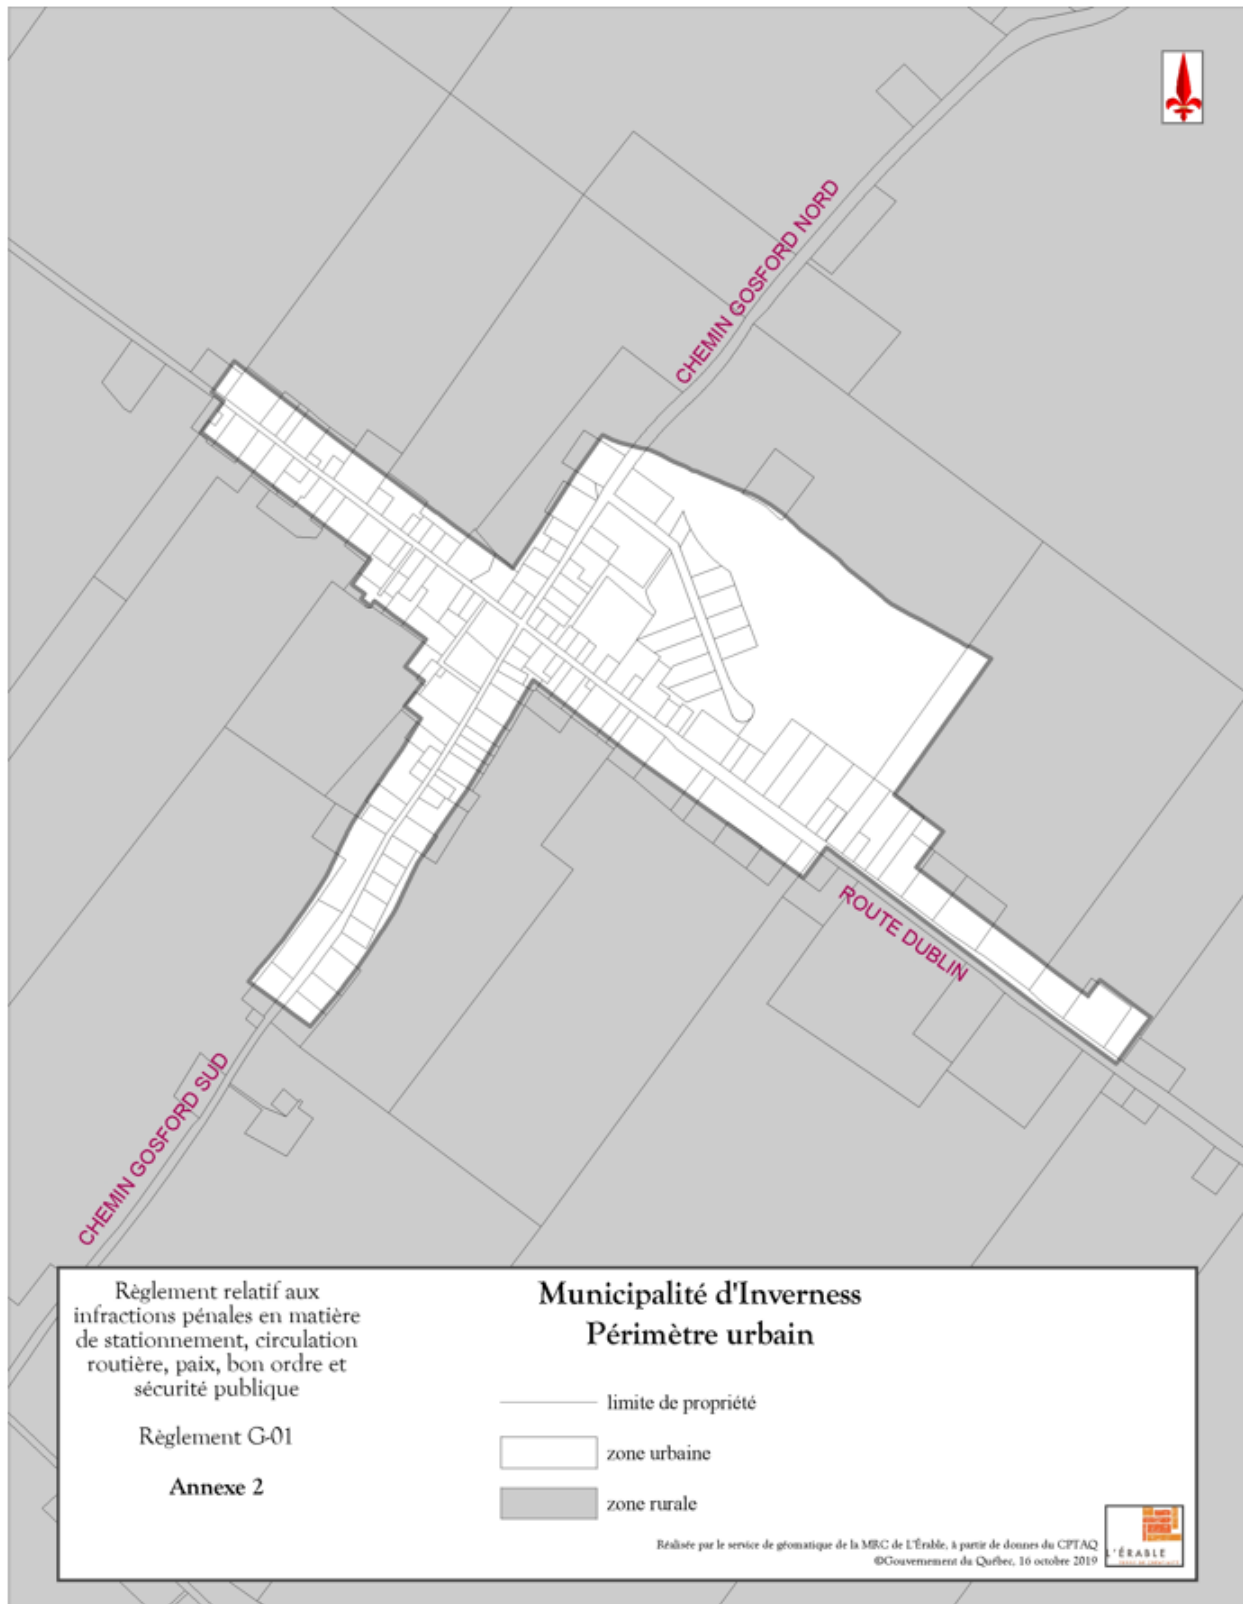 CHEMIN GOSFORD NORD
ROUTE DUBLIN
CHEMIN GOSFORD SUD
Règlement relatif aux
infractions pénales en matière
de stationnement, circulation
routière, paix, bon ordre et
sécurité publique
Règlement G-01
Annexe 2
Municipalité d'Inverness
Périmètre urbain
limite de propriété
zone urbaine
zone rurale
Réalisée par le service de géomatique de la MRC de L'Érable, à partir de donnes du CPTAQ
©Gouvernement du Québec, 16 octobre 2019
L'ÉRABLE